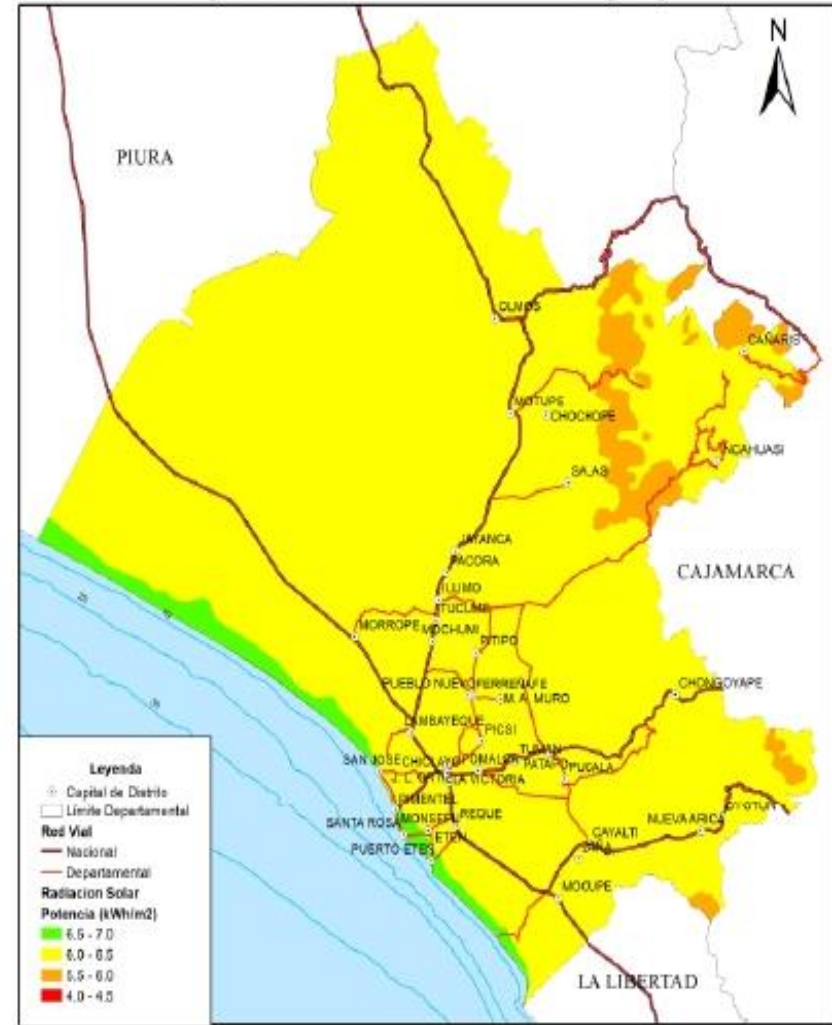 N
PIURA
OLMOS
CAÑARIS
MOTUPE
CHOCHOPE
NCAHUASI
SALAS
JAYANCA
PACORA
CAJAMARCA
ILLIMO
TUCUME
MORROPE
MOCHUMI
PITIPO
PUEBLO NUEVO
FERREÑAFE
CHONGOYAPE
M.A. MURO
LAMBAYEQUE
PICSI
SAN JOSE
CHICLAYO
POMALCA
TUMAN
PATAPO
PUCALA
J.L. ORTIZ
LA VICTORIA
PIMENTEL
REQUE
MONSEFU
SANTA ROSA
ETEN
NUEVA ARICA
OYOTUN
CAYALTI
PUERTO ETEN
ZAÑA
MOCUPE
LA LIBERTAD
Leyenda
Capital de Distrito
Límite Departamental
Red Vial
Nacional
Departamental
Radiacion Solar
Potencia (kWh/m2)
6.5 - 7.0
6.0 - 6.5
5.5 - 6.0
4.0 - 4.5